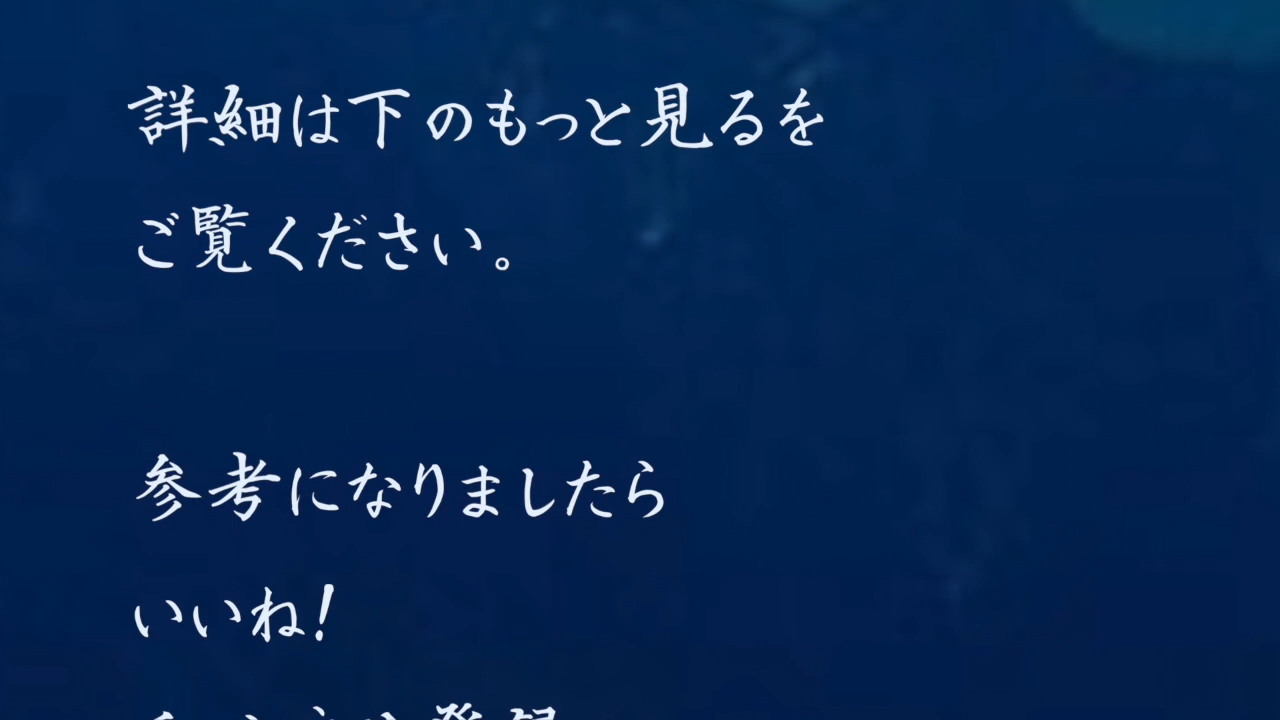 詳細は下のもっと見るを
ご覧ください。
参考になりましたら
いいね!